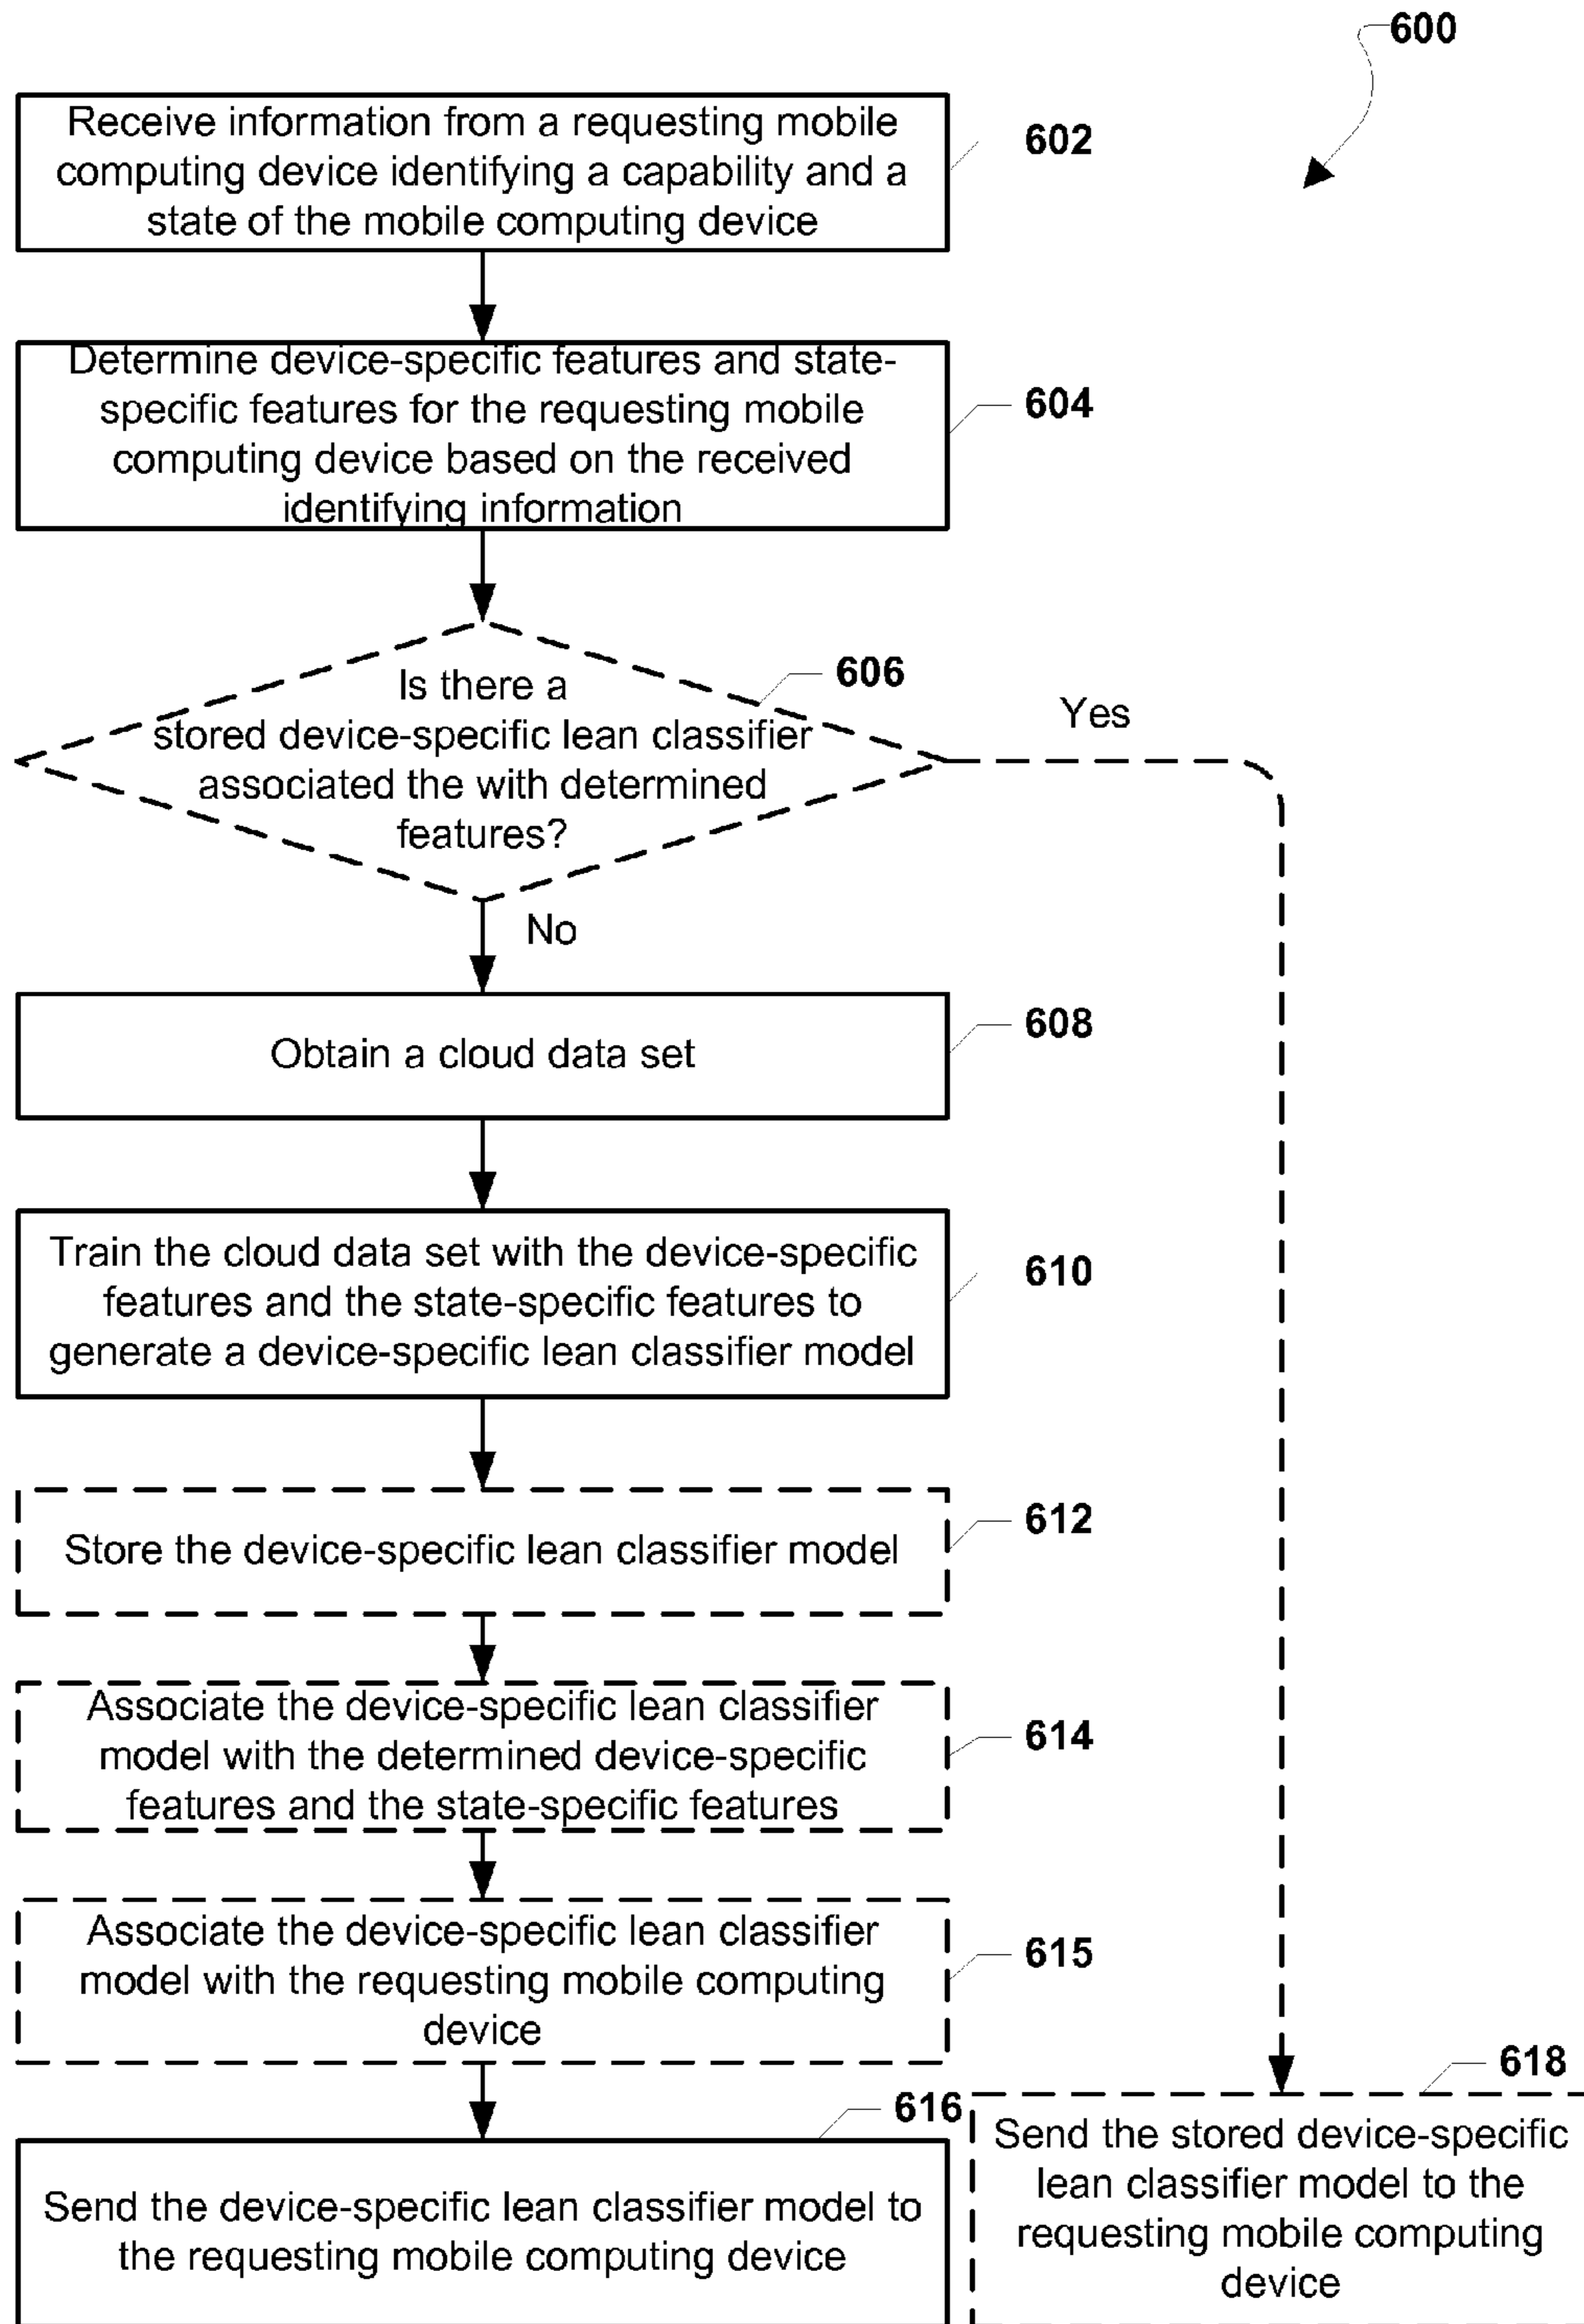 600
Receive information from a requesting mobile
computing device identifying a capability and a
state of the mobile computing device
602
Determine device-specific features and state-
specific features for the requesting mobile
computing device based on the received
identifying information
604
Is there a
stored device-specific lean classifier
associated the with determined
features?
606
Yes
No
Obtain a cloud data set
608
Train the cloud data set with the device-specific
features and the state-specific features to
generate a device-specific lean classifier model
610
Store the device-specific lean classifier model
612
Associate the device-specific lean classifier
model with the determined device-specific
features and the state-specific features
614
Associate the device-specific lean classifier
model with the requesting mobile computing
device
615
Send the device-specific lean classifier model to
the requesting mobile computing device
616
Send the stored device-specific
lean classifier model to the
requesting mobile computing
device
618